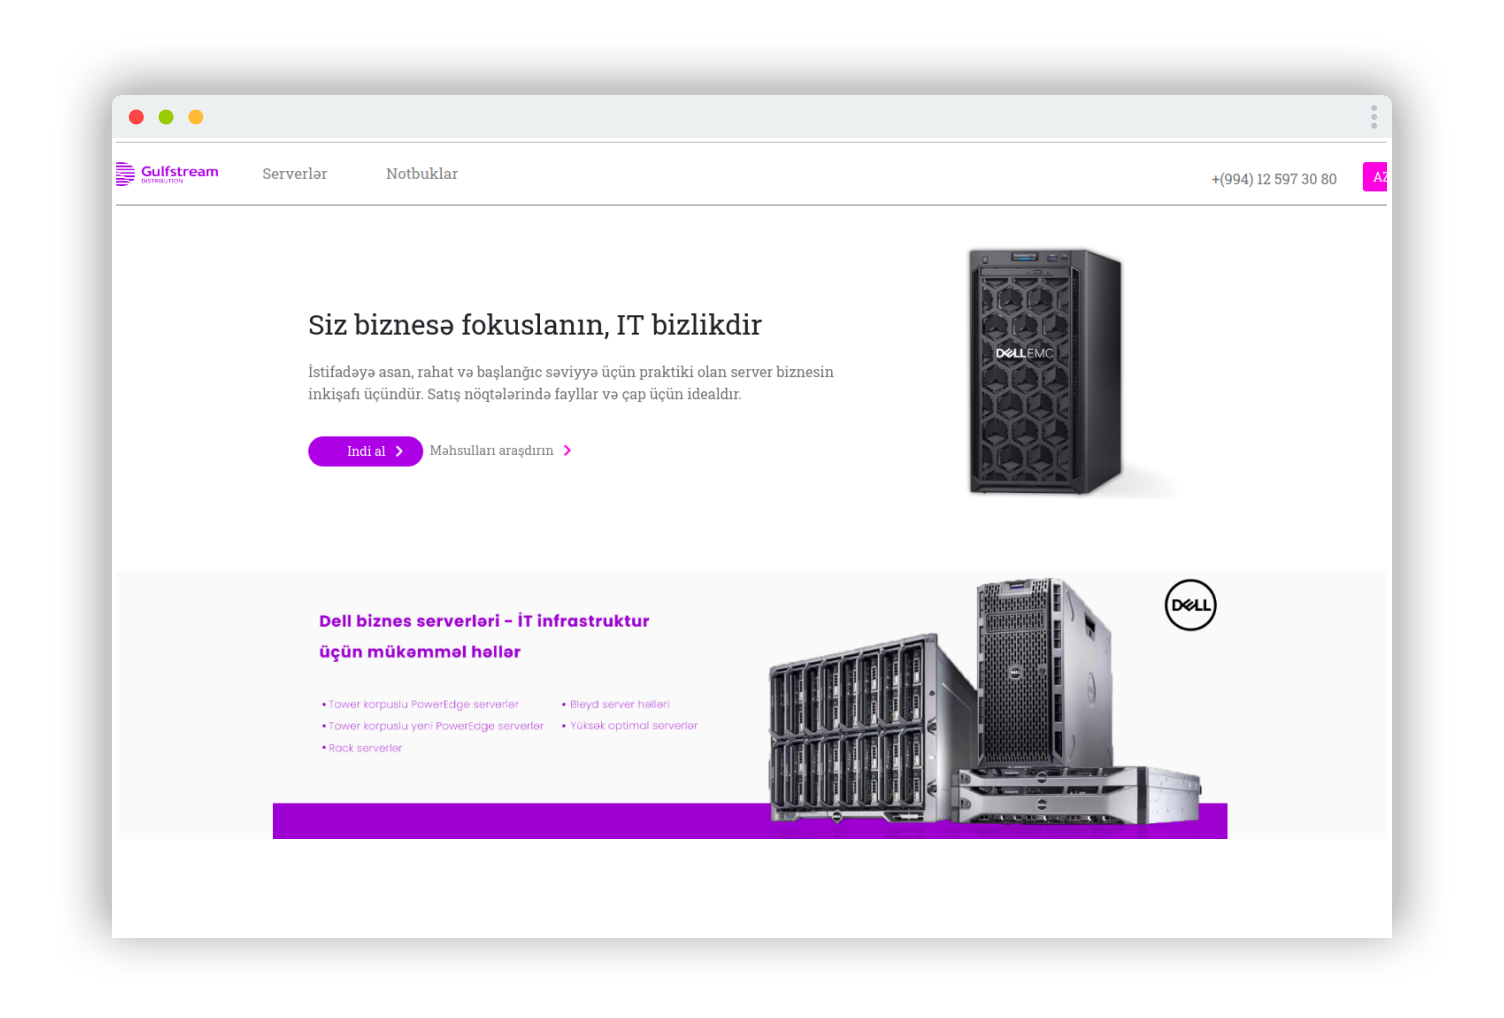 Gulfstream
DISTRIBUTION
Serverlər
Notbuklar
+(994) 12 597 30 80
AZ
Siz biznesə fokuslanın, IT bizlikdir
İstifadəyə asan, rahat və başlanğıc səviyyə üçün praktiki olan server biznesin
inkişafı üçündür. Satış nöqtələrində fayllar və çap üçün idealdır.
Indi al
Məhsulları araşdırın
DELLEMC
Dell biznes serverləri - İT infrastruktur
üçün mükəmməl həllər
• Tower korpuslu PowerEdge serverlər
• Tower korpuslu yeni PowerEdge serverlər
• Rack serverlər
• Bleyd server həlləri
• Yüksək optimal serverlər
DELL